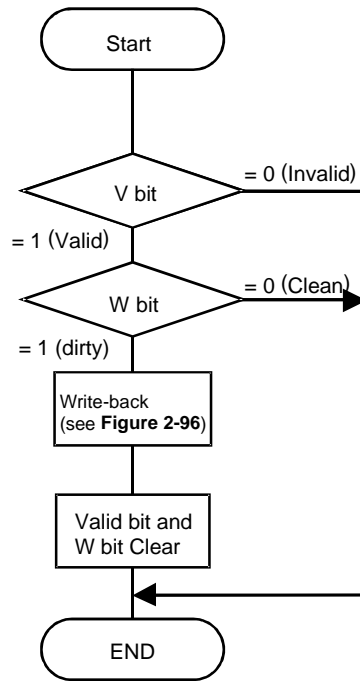 Start
= 0 (Invalid)
V bit
= 1 (Valid)
= 0 (Clean)
W bit
= 1 (dirty)
Write-back
(see Figure 2-96)
Valid bit and
W bit Clear
END